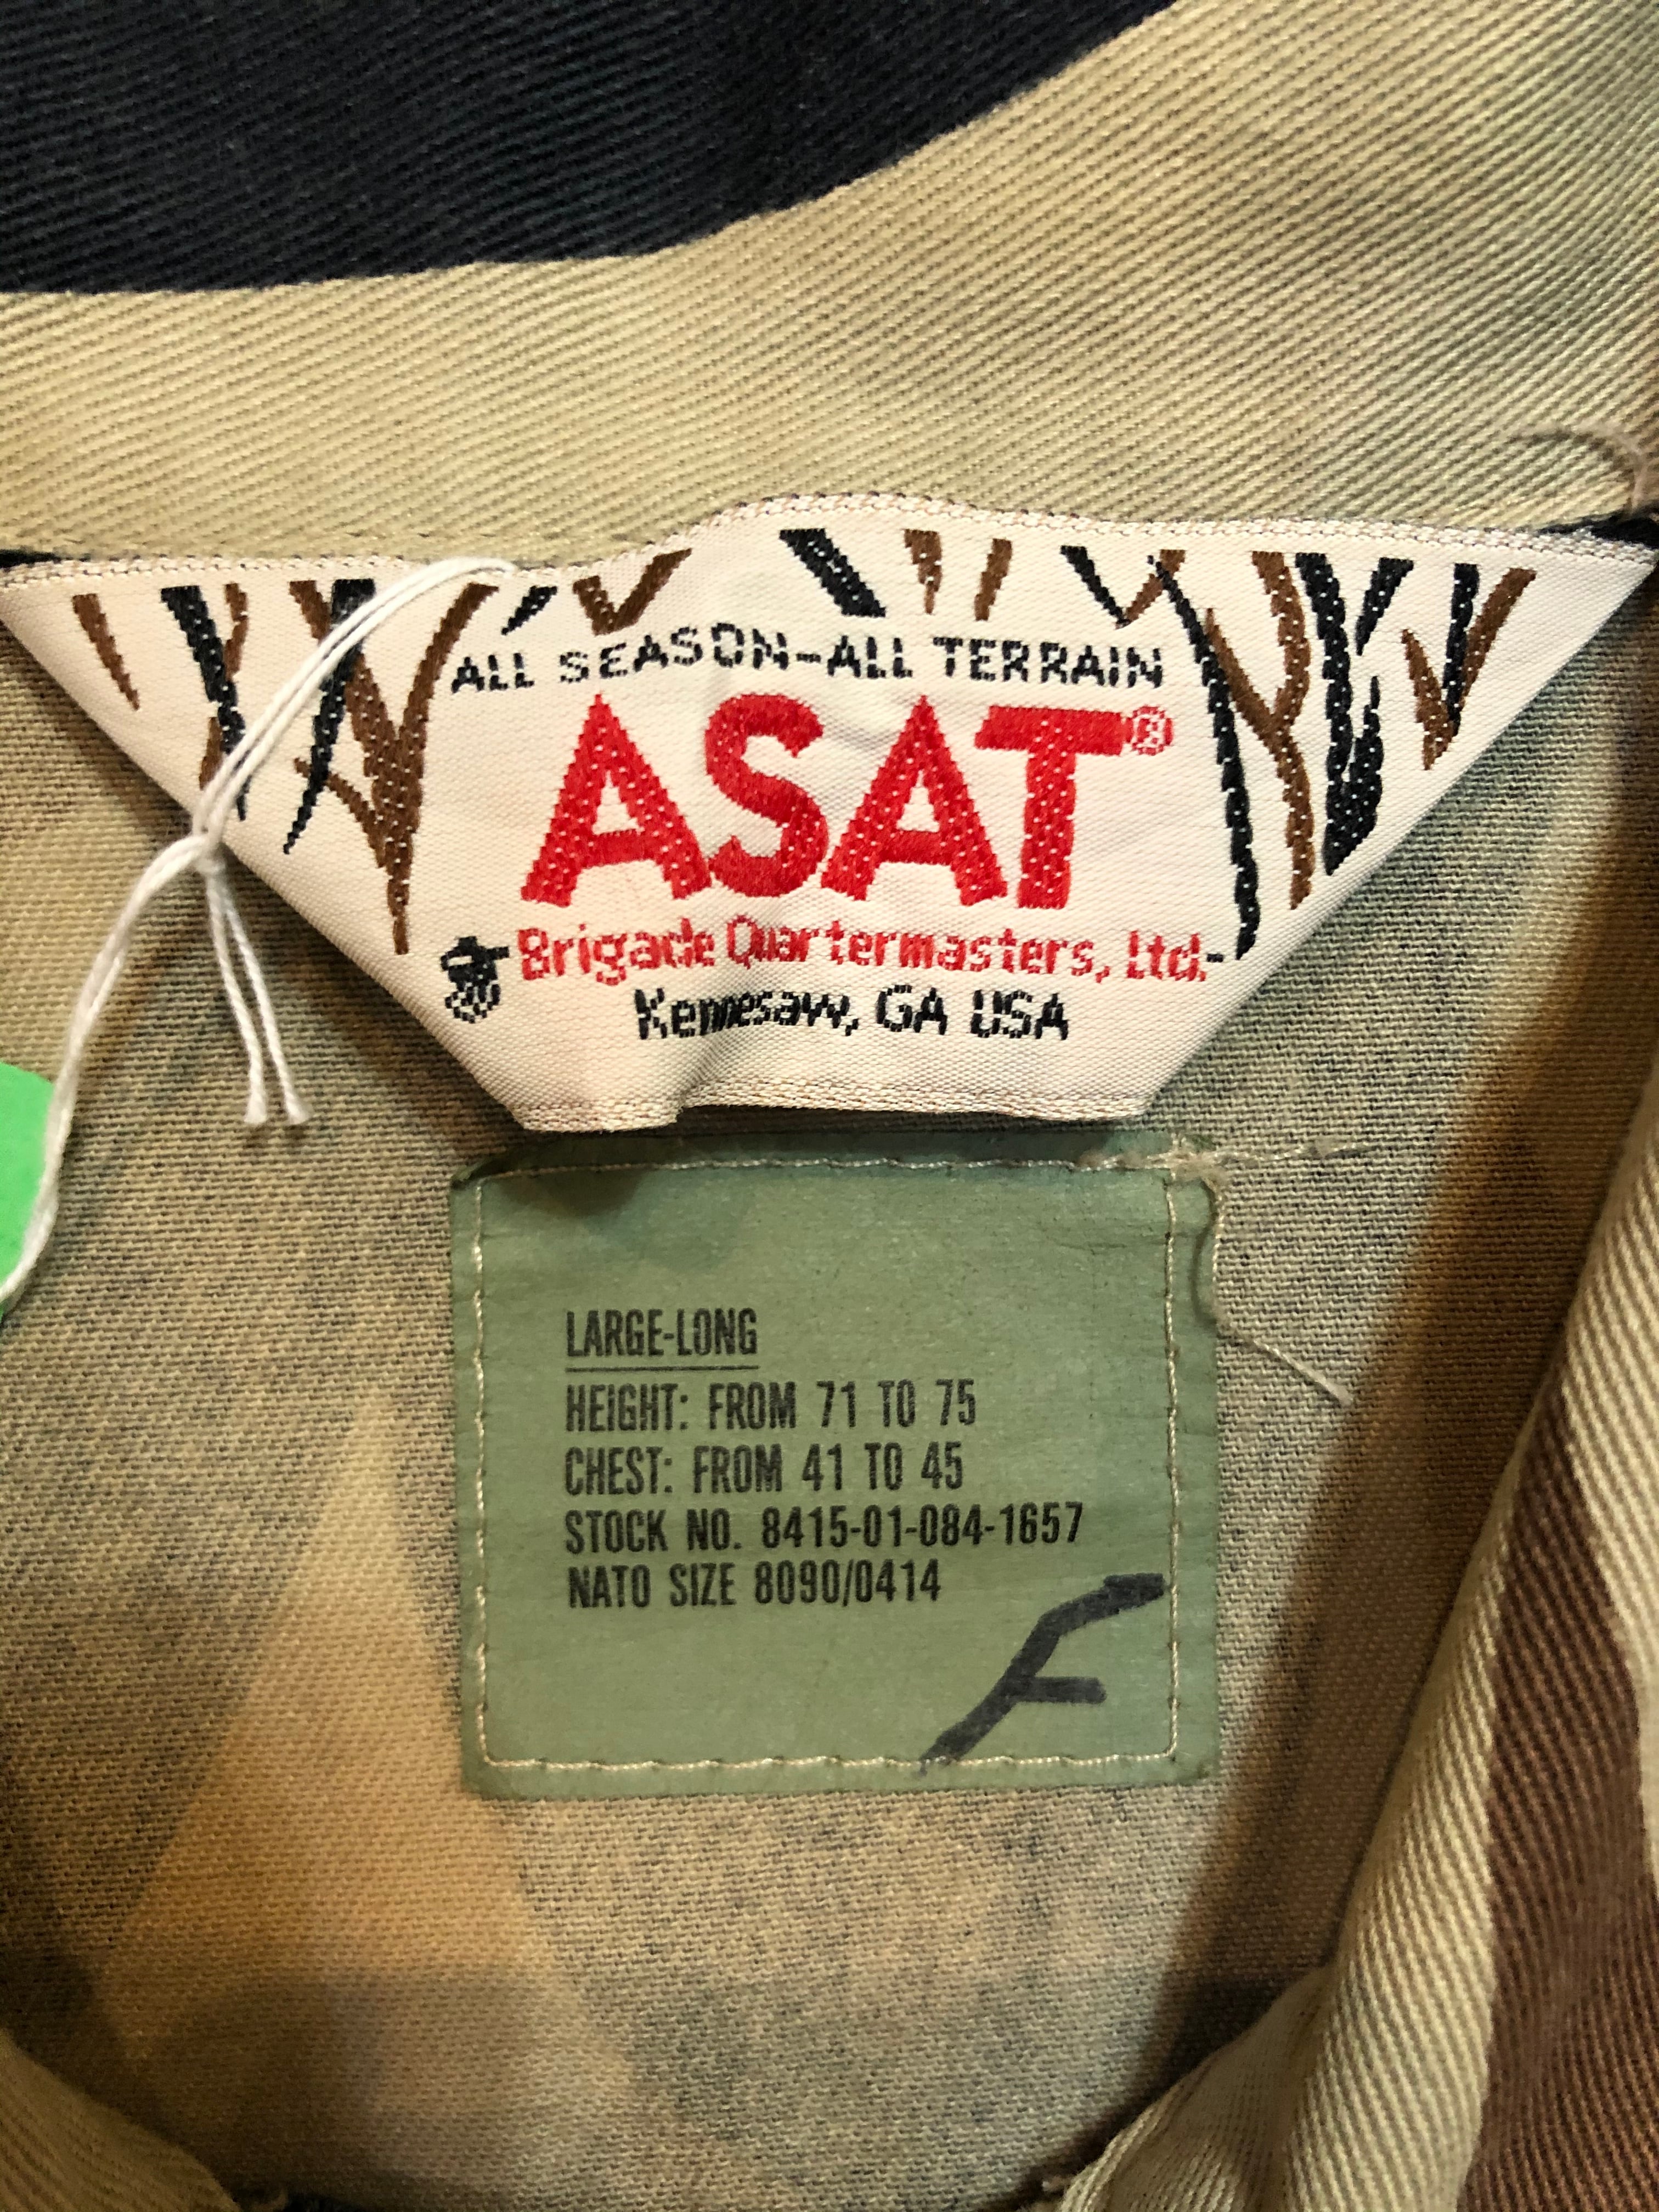 ALL SEASON-ALL TERRAIN
ASAT®
Brigade Quartermasters, Ltd.-
Kennesaw, GA USA
LARGE-LONG
HEIGHT: FROM 71 TO 75
CHEST: FROM 41 TO 45
STOCK NO. 8415-01-084-1657
NATO SIZE 8090/0414
F